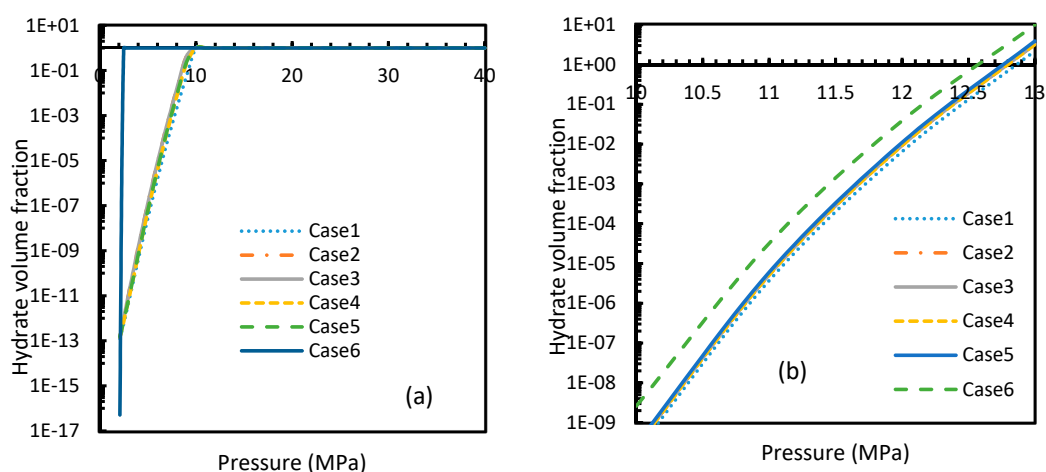 1E+01
1E-01
1E-03
1E-05
1E-07
1E-09
1E-11
1E-13
1E-15
1E-17
0 10 20 30 40
Hydrate volume fraction
Pressure (MPa)
Case1
Case2
Case3
Case4
Case5
Case6
(a)
1E+01
1E+00
1E-01
1E-02
1E-03
1E-04
1E-05
1E-06
1E-07
1E-08
1E-09
10 10.5 11 11.5 12 12.5 13
Hydrate volume fraction
Pressure (MPa)
Case1
Case2
Case3
Case4
Case5
Case6
(b)